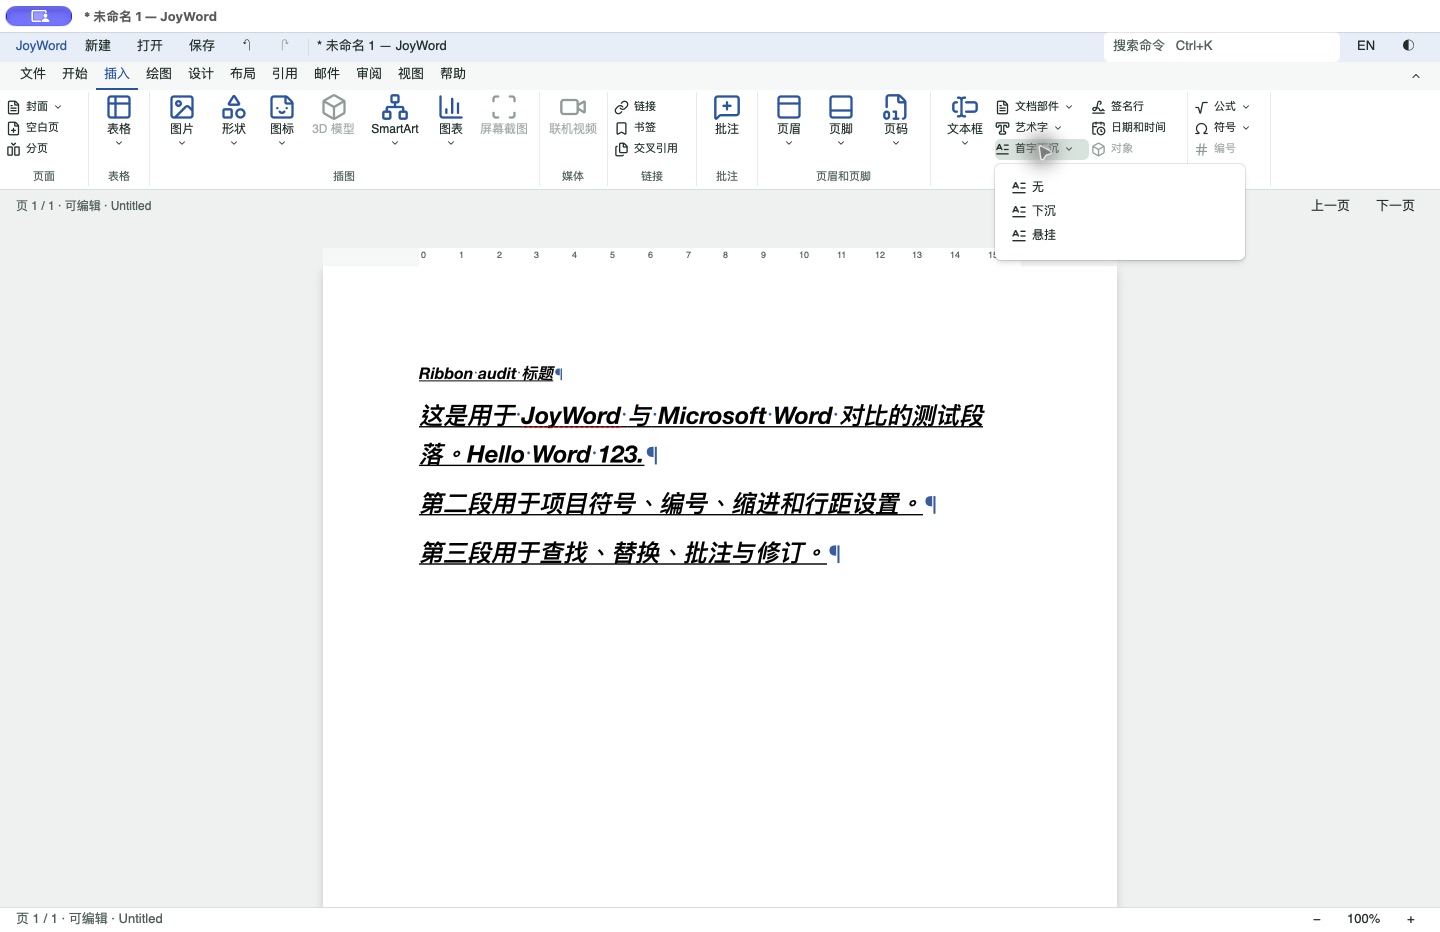 * 未命名 1 — JoyWord
JoyWord 新建 打开 保存 * 未命名 1 — JoyWord 搜索命令 Ctrl+K EN
文件 开始 插入 绘图 设计 布局 引用 邮件 审阅 视图 帮助
封面
空白页
分页
页面
表格
表格
图片 形状 图标 3D 模型 SmartArt 图表 屏幕截图
插图
联机视频
媒体
链接
书签
交叉引用
链接
批注
批注
页眉 页脚 页码
页眉和页脚
文本框
文档部件
艺术字
首字下沉
签名行
日期和时间
对象
公式
符号
编号
无
下沉
悬挂
页 1 / 1 · 可编辑 · Untitled 上一页 下一页
0 1 2 3 4 5 6 7 8 9 10 11 12 13 14
Ribbon·audit·标题¶
这是用于·JoyWord·与·Microsoft·Word·对比的测试段
落。Hello·Word·123.¶
第二段用于项目符号、编号、缩进和行距设置。¶
第三段用于查找、替换、批注与修订。¶
页 1 / 1 · 可编辑 · Untitled − 100% +